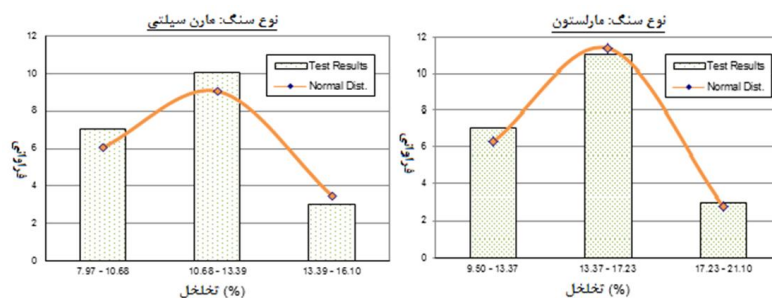 نوع سنگ: مارن سیلتی
12
10
8
6
4
2
0
فراوانی
Test Results
Normal Dist.
7.97 - 10.68
10.68 - 13.39
13.39 - 16.10
تخلخل (%)
نوع سنگ: مارلستون
12
10
8
6
4
2
0
فراوانی
Test Results
Normal Dist.
9.50 - 13.37
13.37 - 17.23
17.23 - 21.10
تخلخل (%)